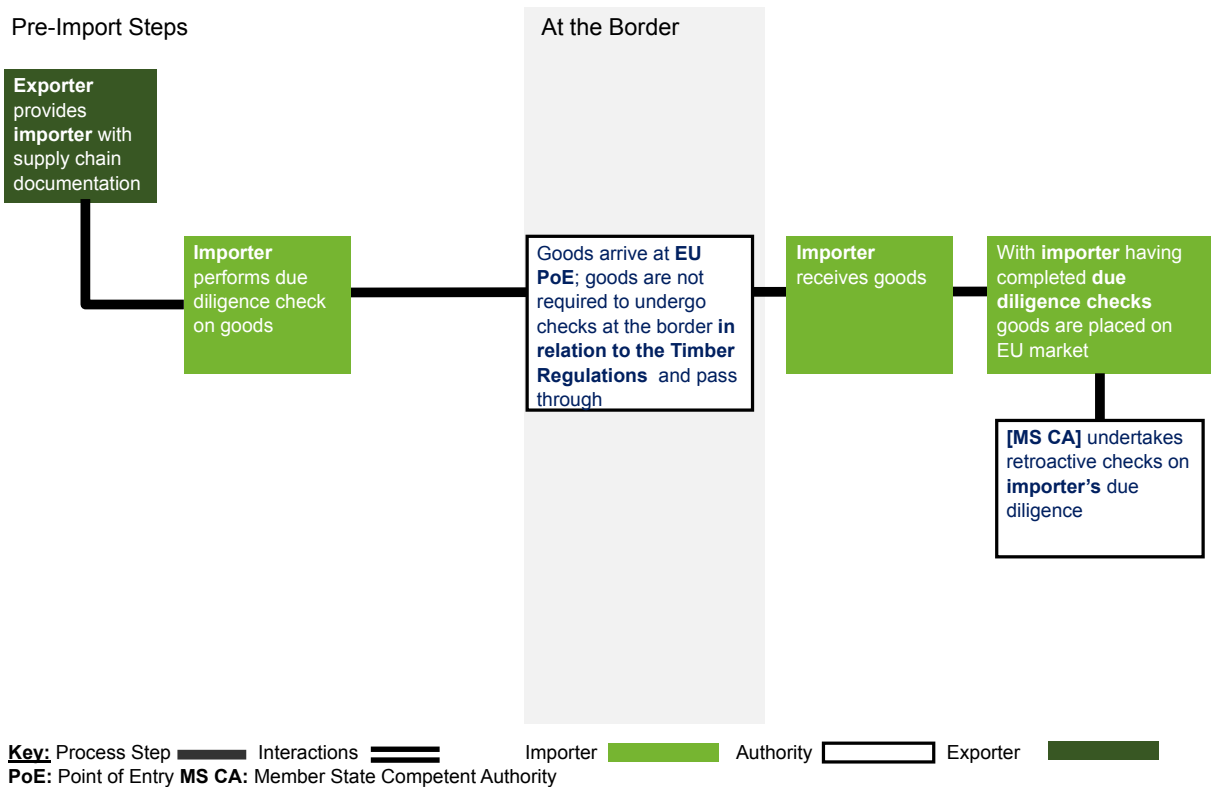 Pre-Import Steps
At the Border
Exporter
provides
importer with
supply chain
documentation
Importer
performs due
diligence check
on goods
Goods arrive at EU
PoE; goods are not
required to undergo
checks at the border in
relation to the Timber
Regulations and pass
through
Importer
receives goods
With importer having
completed due
diligence checks
goods are placed on
EU market
[MS CA] undertakes
retroactive checks on
importer’s due
diligence
Key: Process Step Interactions Importer Authority Exporter
PoE: Point of Entry MS CA: Member State Competent Authority